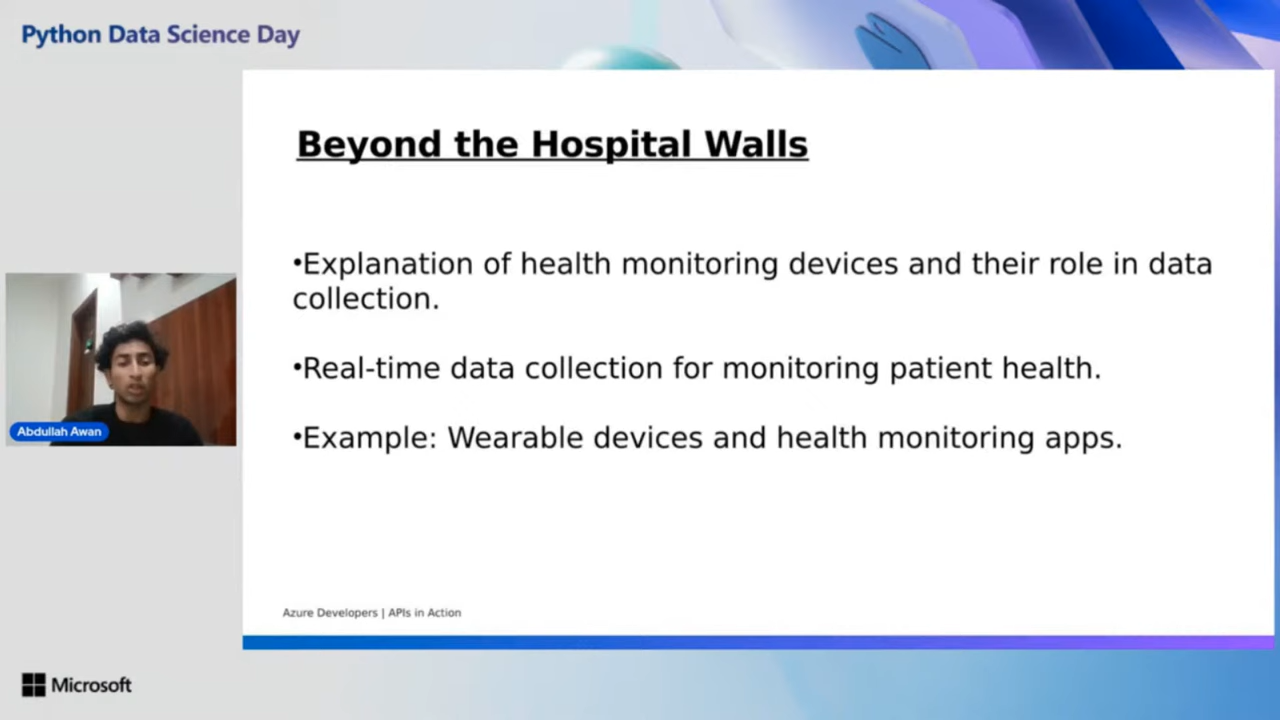 Python Data Science Day
Beyond the Hospital Walls
•Explanation of health monitoring devices and their role in data
collection.
•Real-time data collection for monitoring patient health.
•Example: Wearable devices and health monitoring apps.
Abdullah Awan
Azure Developers | APIs in Action
Microsoft